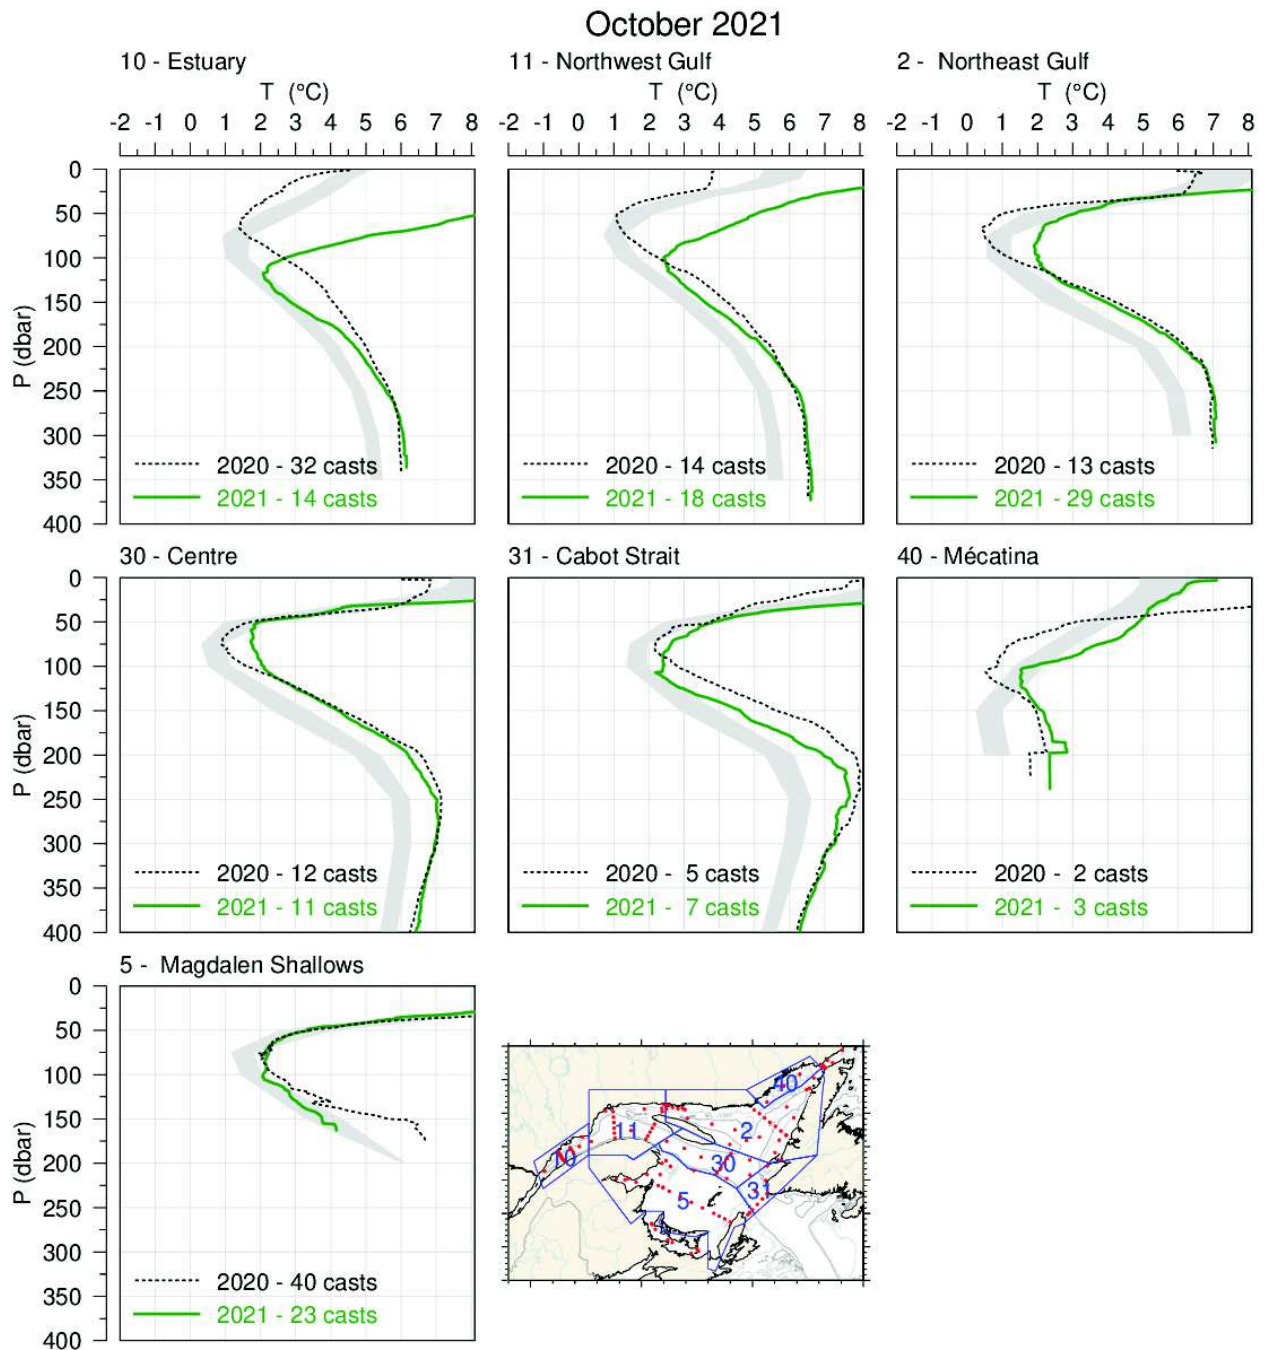 October 2021
10 - Estuary
11 - Northwest Gulf
2 - Northeast Gulf
T (°C)
T (°C)
T (°C)
-2 -1 0 1 2 3 4 5 6 7 8
-2 -1 0 1 2 3 4 5 6 7 8
-2 -1 0 1 2 3 4 5 6 7 8
P (dbar)
0
50
100
150
200
250
300
350
400
2020 - 32 casts
2021 - 14 casts
2020 - 14 casts
2021 - 18 casts
2020 - 13 casts
2021 - 29 casts
30 - Centre
31 - Cabot Strait
40 - Mécatina
P (dbar)
0
50
100
150
200
250
300
350
400
2020 - 12 casts
2021 - 11 casts
2020 - 5 casts
2021 - 7 casts
2020 - 2 casts
2021 - 3 casts
5 - Magdalen Shallows
P (dbar)
0
50
100
150
200
250
300
350
400
2020 - 40 casts
2021 - 23 casts
40
11
2
10
30
31
5